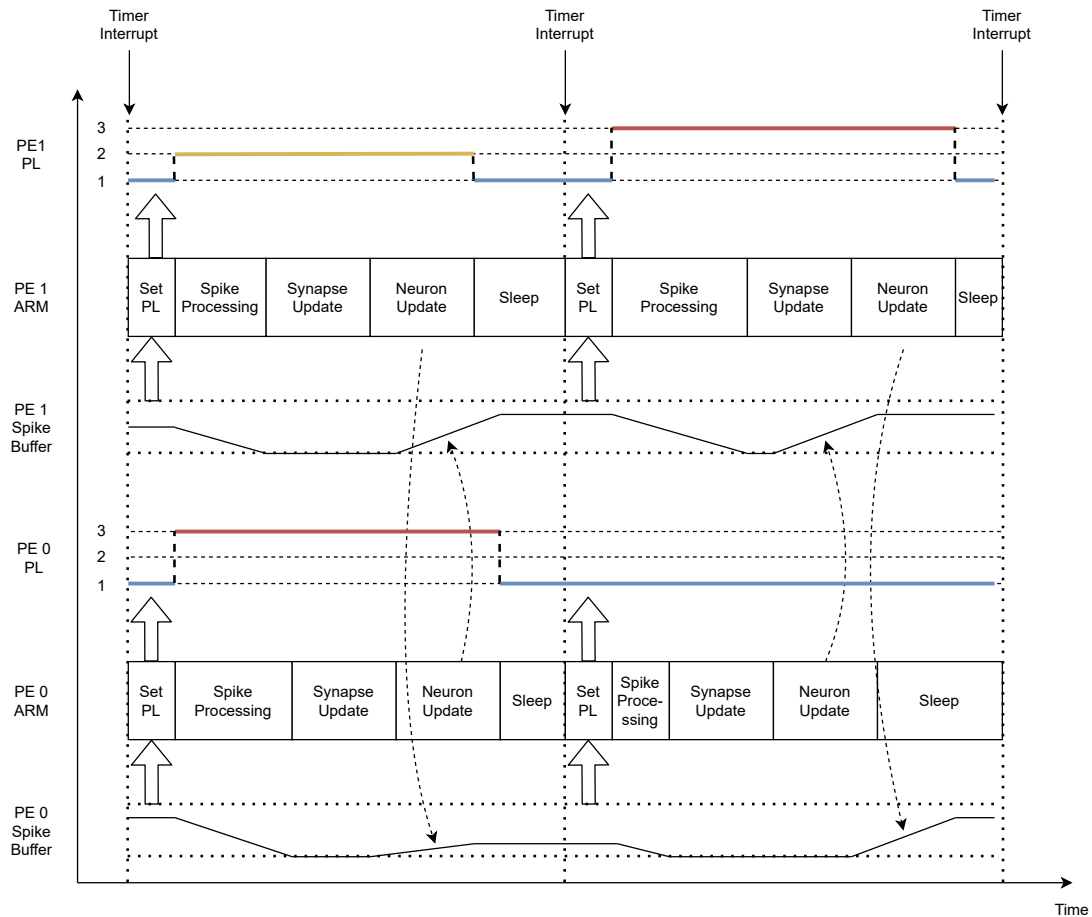 Timer
Interrupt
Timer
Interrupt
Timer
Interrupt
PE1
PL
3
2
1
PE 1
ARM
Set
PL
Spike
Processing
Synapse
Update
Neuron
Update
Sleep
Set
PL
Spike
Processing
Synapse
Update
Neuron
Update
Sleep
PE 1
Spike
Buffer
PE 0
PL
3
2
1
PE 0
ARM
Set
PL
Spike
Processing
Synapse
Update
Neuron
Update
Sleep
Set
PL
Spike
Proce-
ssing
Synapse
Update
Neuron
Update
Sleep
PE 0
Spike
Buffer
Time